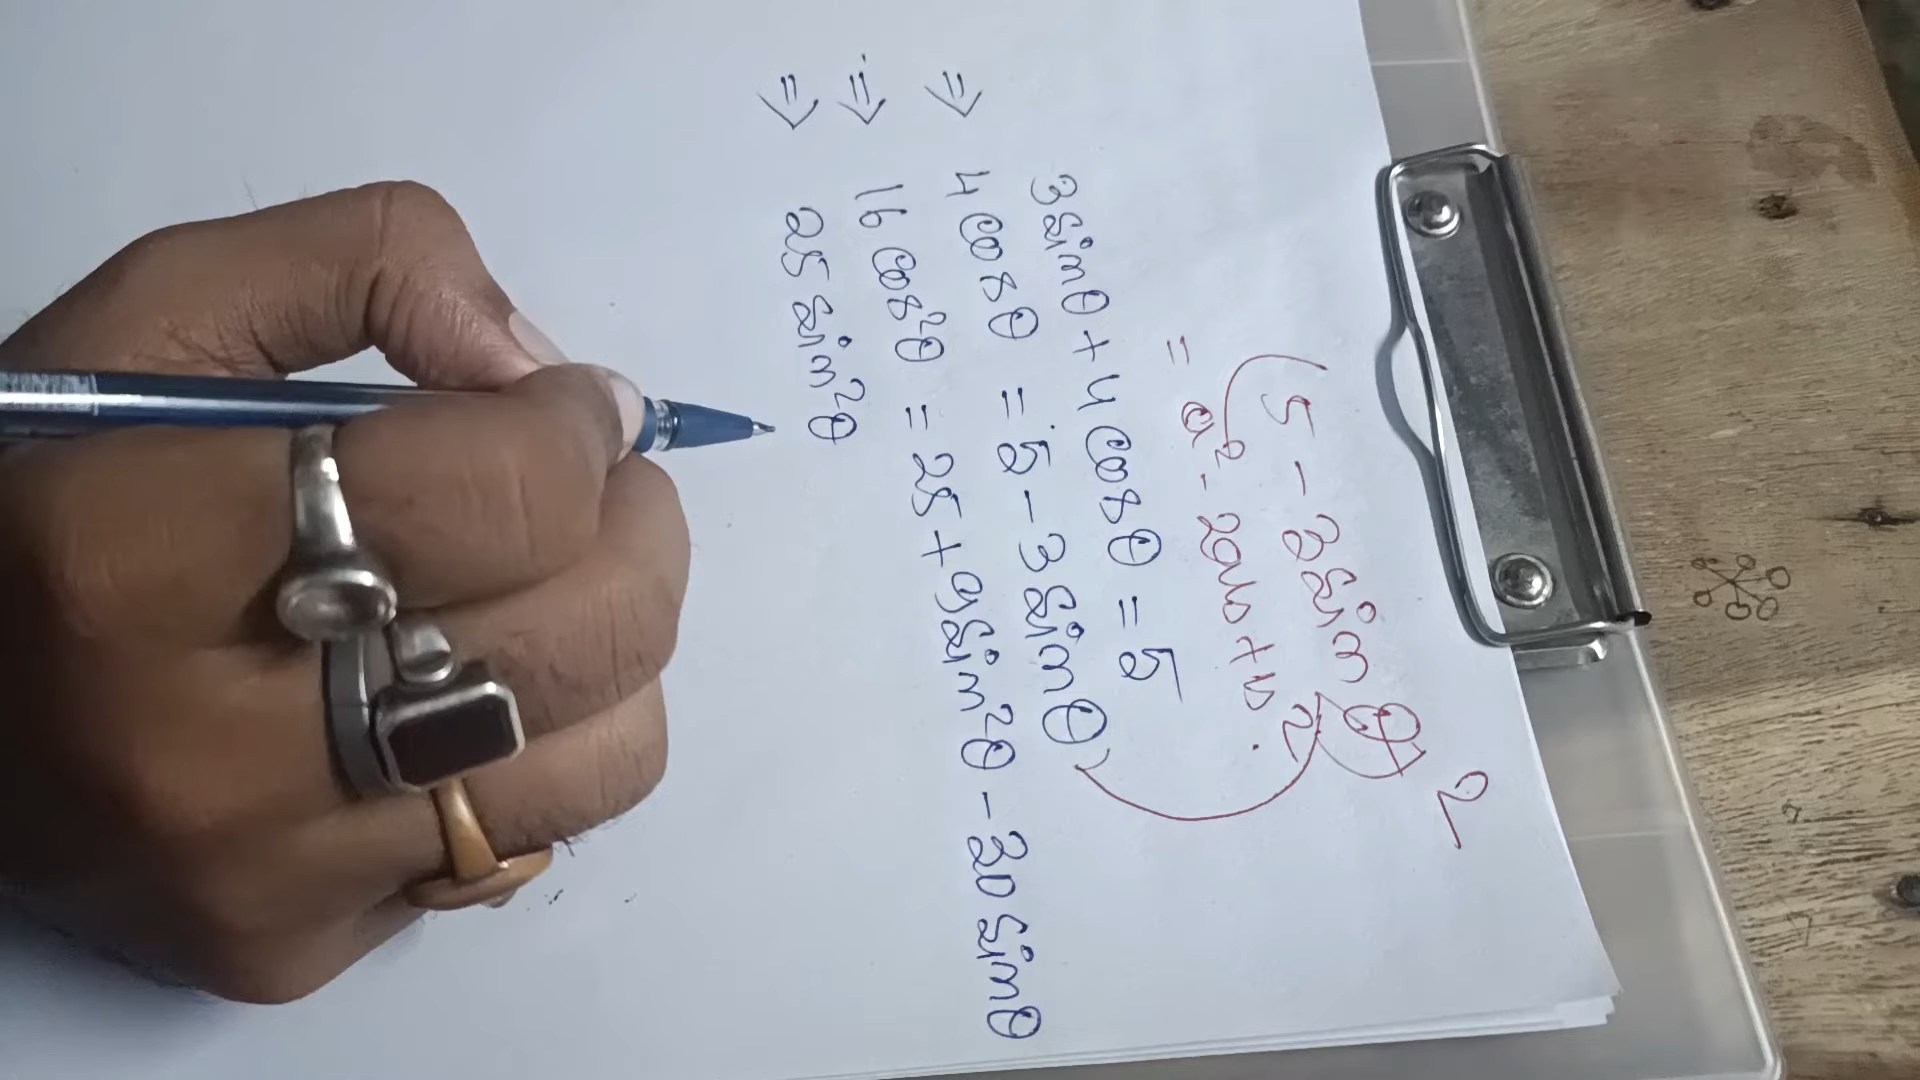 (5 - 3sinθ)²
= a² - 2ab + b².
3sinθ + 4cosθ = 5
⇒ 4cosθ = 5 - 3sinθ
⇒ 16cos²θ = 25 + 9sin²θ - 30sinθ
⇒ 25sin²θ